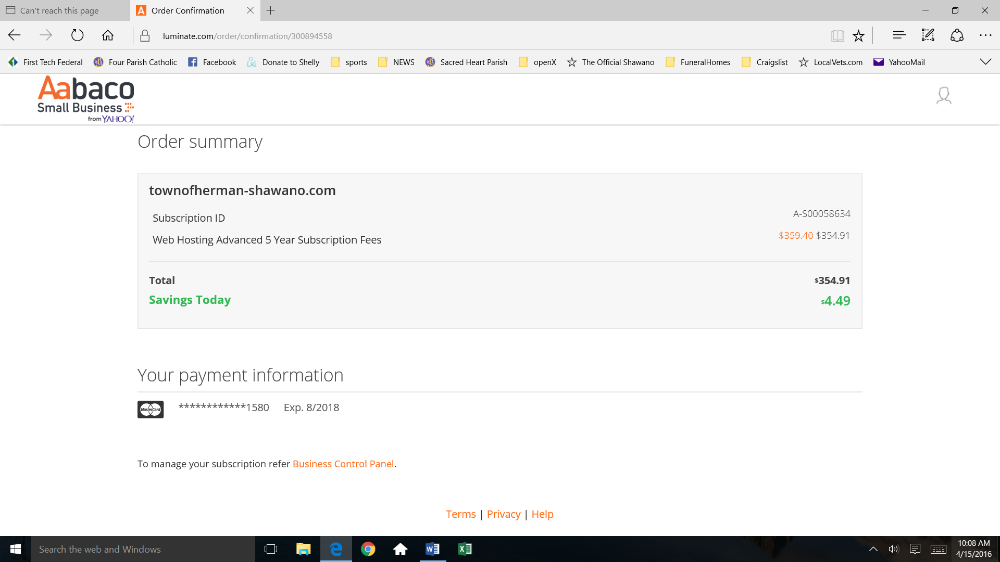 Can't reach this page
Order Confirmation
luminate.com/order/confirmation/300894558
First Tech Federal Four Parish Catholic Facebook Donate to Shelly sports NEWS Sacred Heart Parish openX The Official Shawano FuneralHomes Craigslist LocalVets.com YahooMail
Aabaco
Small Business
from YAHOO!
Order summary
townofherman-shawano.com
Subscription ID A-S00058634
Web Hosting Advanced 5 Year Subscription Fees $359.40 $354.91
Total $354.91
Savings Today $4.49
Your payment information
MasterCard ************1580 Exp. 8/2018
To manage your subscription refer Business Control Panel.
Terms | Privacy | Help
Search the web and Windows
10:08 AM
4/15/2016